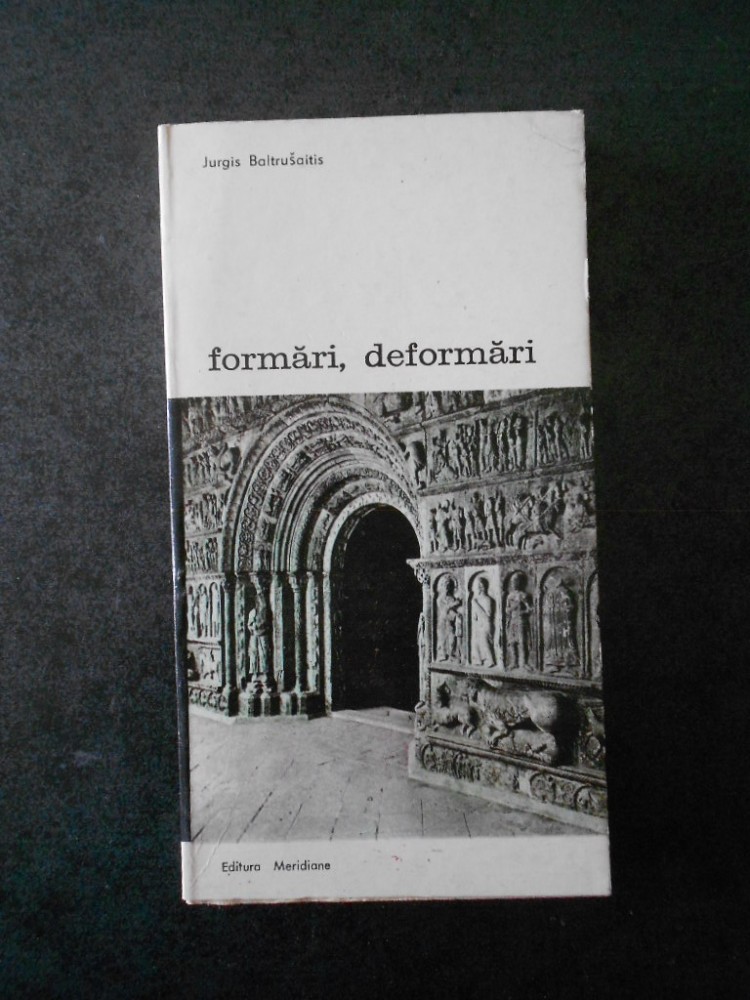 Jurgis Baltrušaitis
formări, deformări
Editura Meridiane